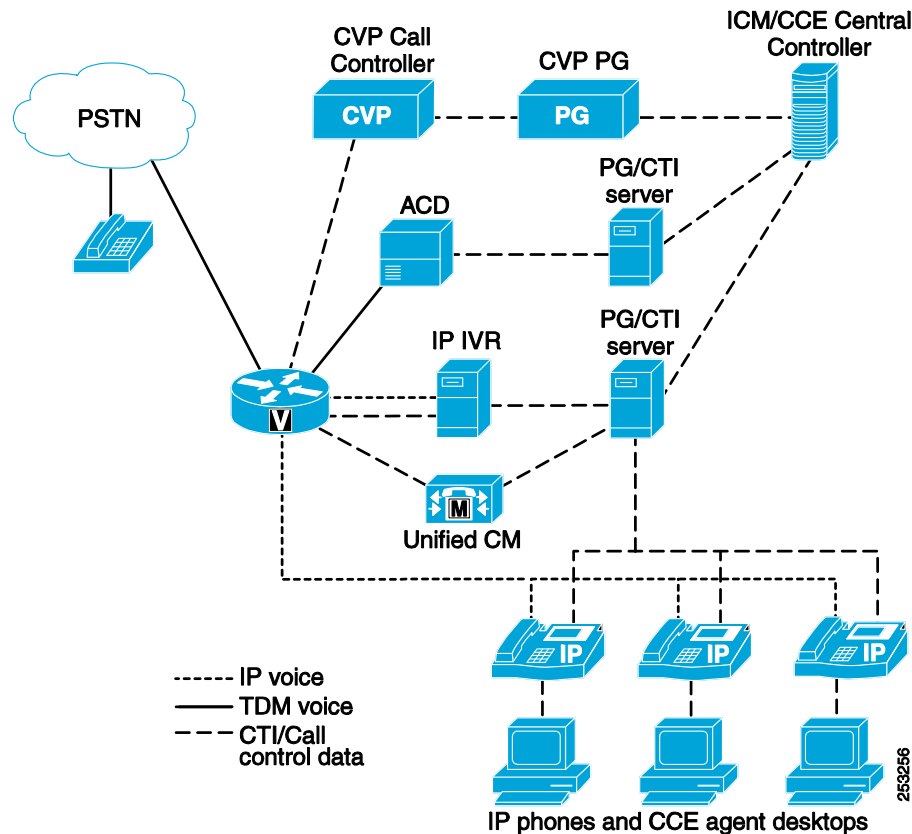 ICM/CCE Central
Controller
CVP Call
Controller
CVP PG
PSTN
CVP
PG
PG/CTI
server
ACD
PG/CTI
server
IP IVR
V
M
Unified CM
IP
IP
IP
IP voice
TDM voice
CTI/Call
control data
253256
IP phones and CCE agent desktops